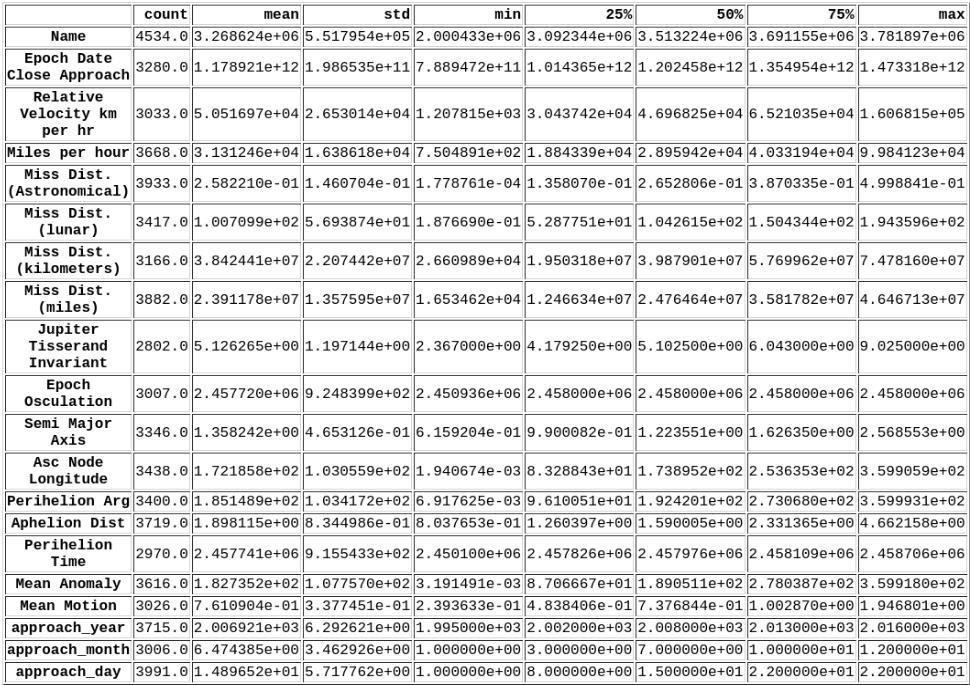 count mean std min 25% 50% 75% max
Name 4534.0 3.268624e+06 5.517954e+05 2.000433e+06 3.092344e+06 3.513224e+06 3.691155e+06 3.781897e+06
Epoch Date
Close Approach 3280.0 1.178921e+12 1.986535e+11 7.889472e+11 1.014365e+12 1.202458e+12 1.354954e+12 1.473318e+12
Relative
Velocity km
per hr 3033.0 5.051697e+04 2.653014e+04 1.207815e+03 3.043742e+04 4.696825e+04 6.521035e+04 1.606815e+05
Miles per hour 3668.0 3.131246e+04 1.638618e+04 7.504891e+02 1.884339e+04 2.895942e+04 4.033194e+04 9.984123e+04
Miss Dist.
(Astronomical) 3933.0 2.582210e-01 1.460704e-01 1.778761e-04 1.358070e-01 2.652806e-01 3.870335e-01 4.998841e-01
Miss Dist.
(lunar) 3417.0 1.007099e+02 5.693874e+01 1.876690e-01 5.287751e+01 1.042615e+02 1.504344e+02 1.943596e+02
Miss Dist.
(kilometers) 3166.0 3.842441e+07 2.207442e+07 2.660989e+04 1.950318e+07 3.987901e+07 5.769962e+07 7.478160e+07
Miss Dist.
(miles) 3882.0 2.391178e+07 1.357595e+07 1.653462e+04 1.246634e+07 2.476464e+07 3.581782e+07 4.646713e+07
Jupiter
Tisserand
Invariant 2802.0 5.126265e+00 1.197144e+00 2.367000e+00 4.179250e+00 5.102500e+00 6.043000e+00 9.025000e+00
Epoch
Osculation 3007.0 2.457720e+06 9.248399e+02 2.450936e+06 2.458000e+06 2.458000e+06 2.458000e+06 2.458000e+06
Semi Major
Axis 3346.0 1.358242e+00 4.653126e-01 6.159204e-01 9.900082e-01 1.223551e+00 1.626350e+00 2.568553e+00
Asc Node
Longitude 3438.0 1.721858e+02 1.030559e+02 1.940674e-03 8.328843e+01 1.738952e+02 2.536353e+02 3.599059e+02
Perihelion Arg 3400.0 1.851489e+02 1.034172e+02 6.917625e-03 9.610051e+01 1.924201e+02 2.730680e+02 3.599931e+02
Aphelion Dist 3719.0 1.898115e+00 8.344986e-01 8.037653e-01 1.260397e+00 1.590005e+00 2.331365e+00 4.662158e+00
Perihelion
Time 2970.0 2.457741e+06 9.155433e+02 2.450100e+06 2.457826e+06 2.457976e+06 2.458109e+06 2.458706e+06
Mean Anomaly 3616.0 1.827352e+02 1.077570e+02 3.191491e-03 8.706667e+01 1.890511e+02 2.780387e+02 3.599180e+02
Mean Motion 3026.0 7.610904e-01 3.377451e-01 2.393633e-01 4.838406e-01 7.376844e-01 1.002870e+00 1.946801e+00
approach_year 3715.0 2.006921e+03 6.292621e+00 1.995000e+03 2.002000e+03 2.008000e+03 2.013000e+03 2.016000e+03
approach_month 3006.0 6.474385e+00 3.462926e+00 1.000000e+00 3.000000e+00 7.000000e+00 1.000000e+01 1.200000e+01
approach_day 3991.0 1.489652e+01 5.717762e+00 1.000000e+00 8.000000e+00 1.500000e+01 2.200000e+01 2.200000e+01